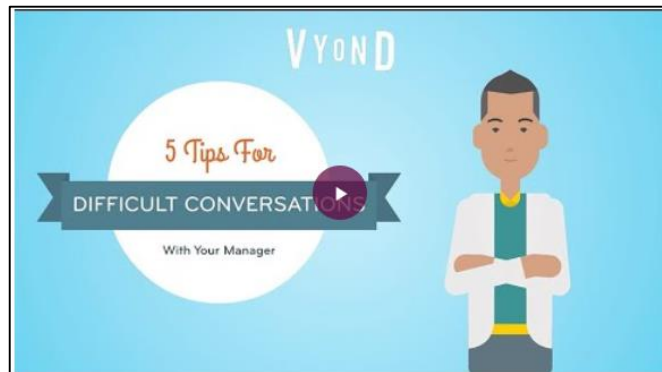 VYOND
5 Tips For
DIFFICULT CONVERSATIONS
With Your Manager